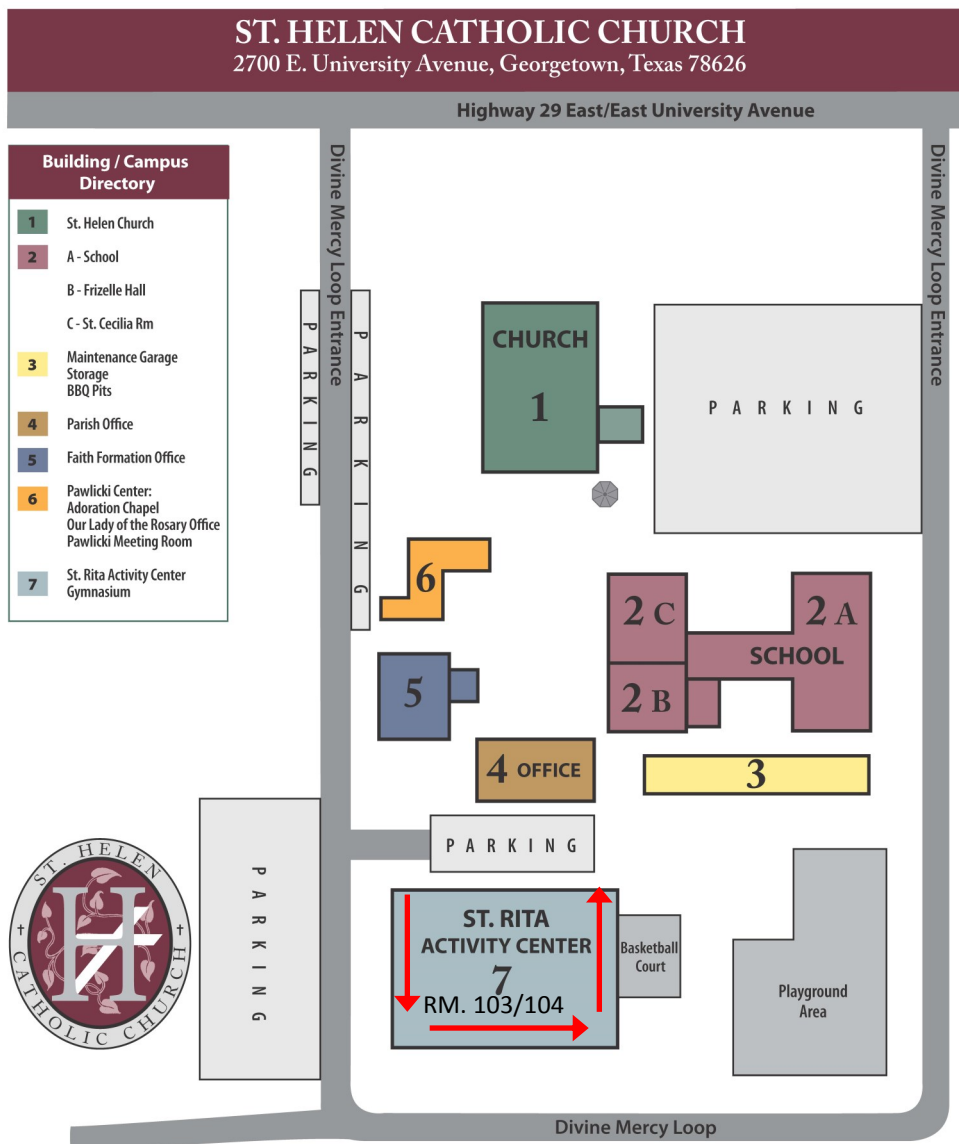 ST. HELEN CATHOLIC CHURCH
2700 E. University Avenue, Georgetown, Texas 78626
Highway 29 East/East University Avenue
Building / Campus
Directory
1 St. Helen Church
2 A - School
B - Frizelle Hall
C - St. Cecilia Rm
3 Maintenance Garage
Storage
BBQ Pits
4 Parish Office
5 Faith Formation Office
6 Pawlicki Center:
Adoration Chapel
Our Lady of the Rosary Office
Pawlicki Meeting Room
7 St. Rita Activity Center
Gymnasium
Divine Mercy Loop Entrance
Divine Mercy Loop Entrance
PARKING
PARKING
CHURCH
1
PARKING
6
2 C
2 A
SCHOOL
2 B
5
4 OFFICE
3
PARKING
PARKING
ST. RITA
ACTIVITY CENTER
7
RM. 103/104
Basketball
Court
Playground
Area
ST. HELEN
H
CATHOLIC CHURCH
Divine Mercy Loop